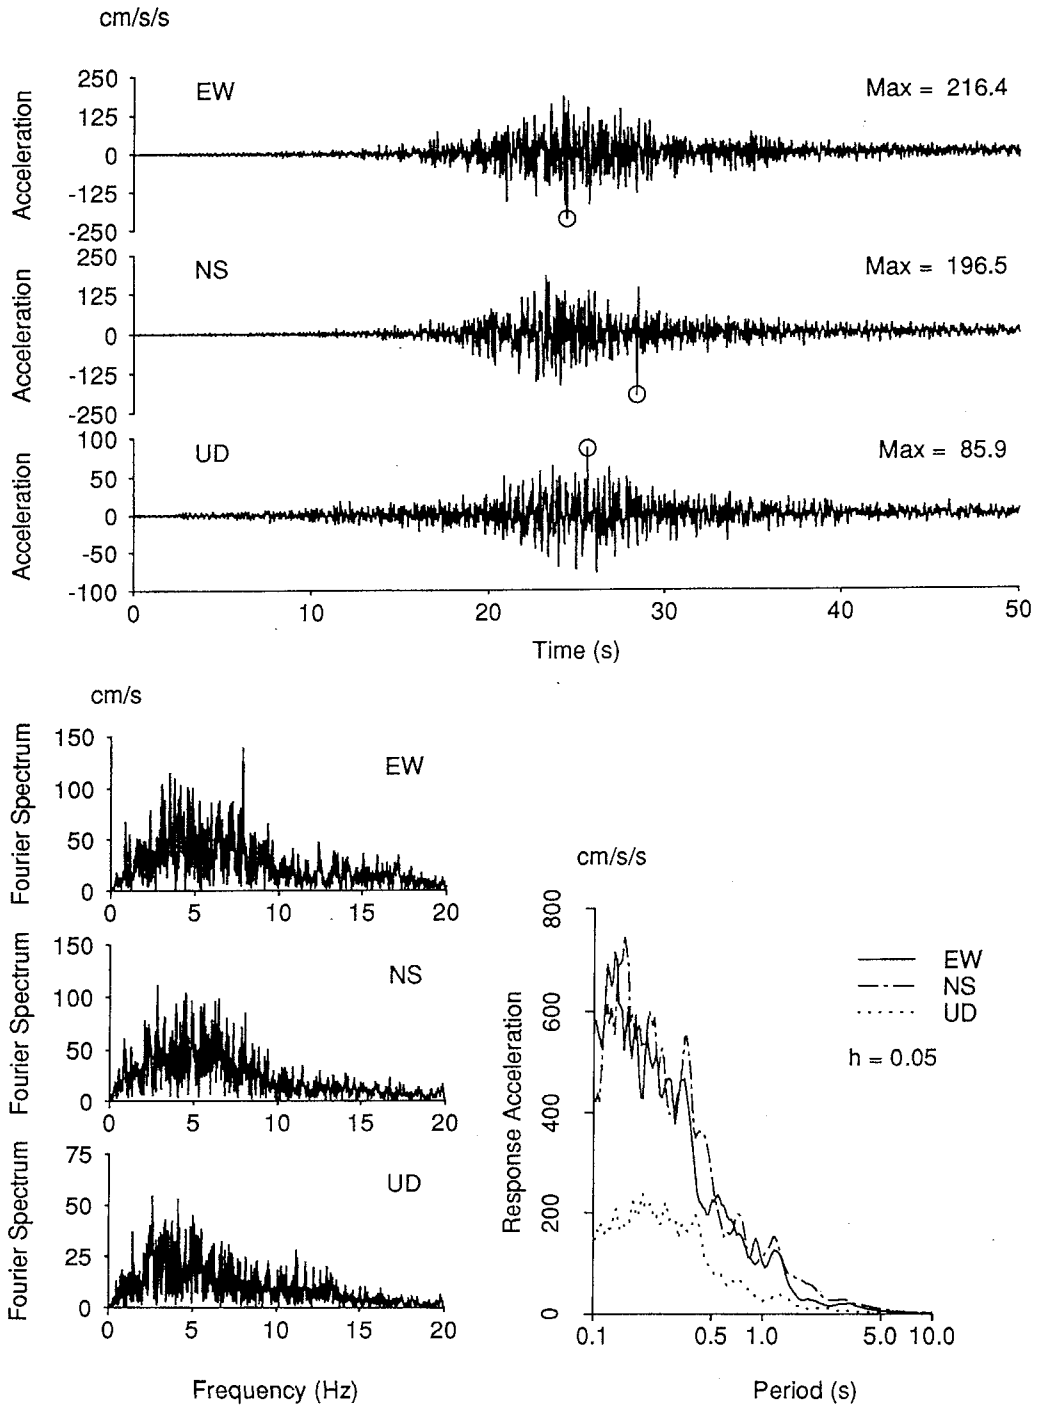 cm/s/s
Acceleration
250
125
0
-125
-250
EW
Max = 216.4
Acceleration
250
125
0
-125
-250
NS
Max = 196.5
Acceleration
100
50
0
-50
-100
UD
Max = 85.9
0 10 20 30 40 50
Time (s)
cm/s
Fourier Spectrum
150
100
50
0
EW
0 5 10 15 20
Fourier Spectrum
150
100
50
0
NS
0 5 10 15 20
Fourier Spectrum
75
50
25
0
UD
0 5 10 15 20
Frequency (Hz)
cm/s/s
Response Acceleration
800
600
400
200
0
EW
NS
UD
h = 0.05
0.1 0.5 1.0 5.0 10.0
Period (s)